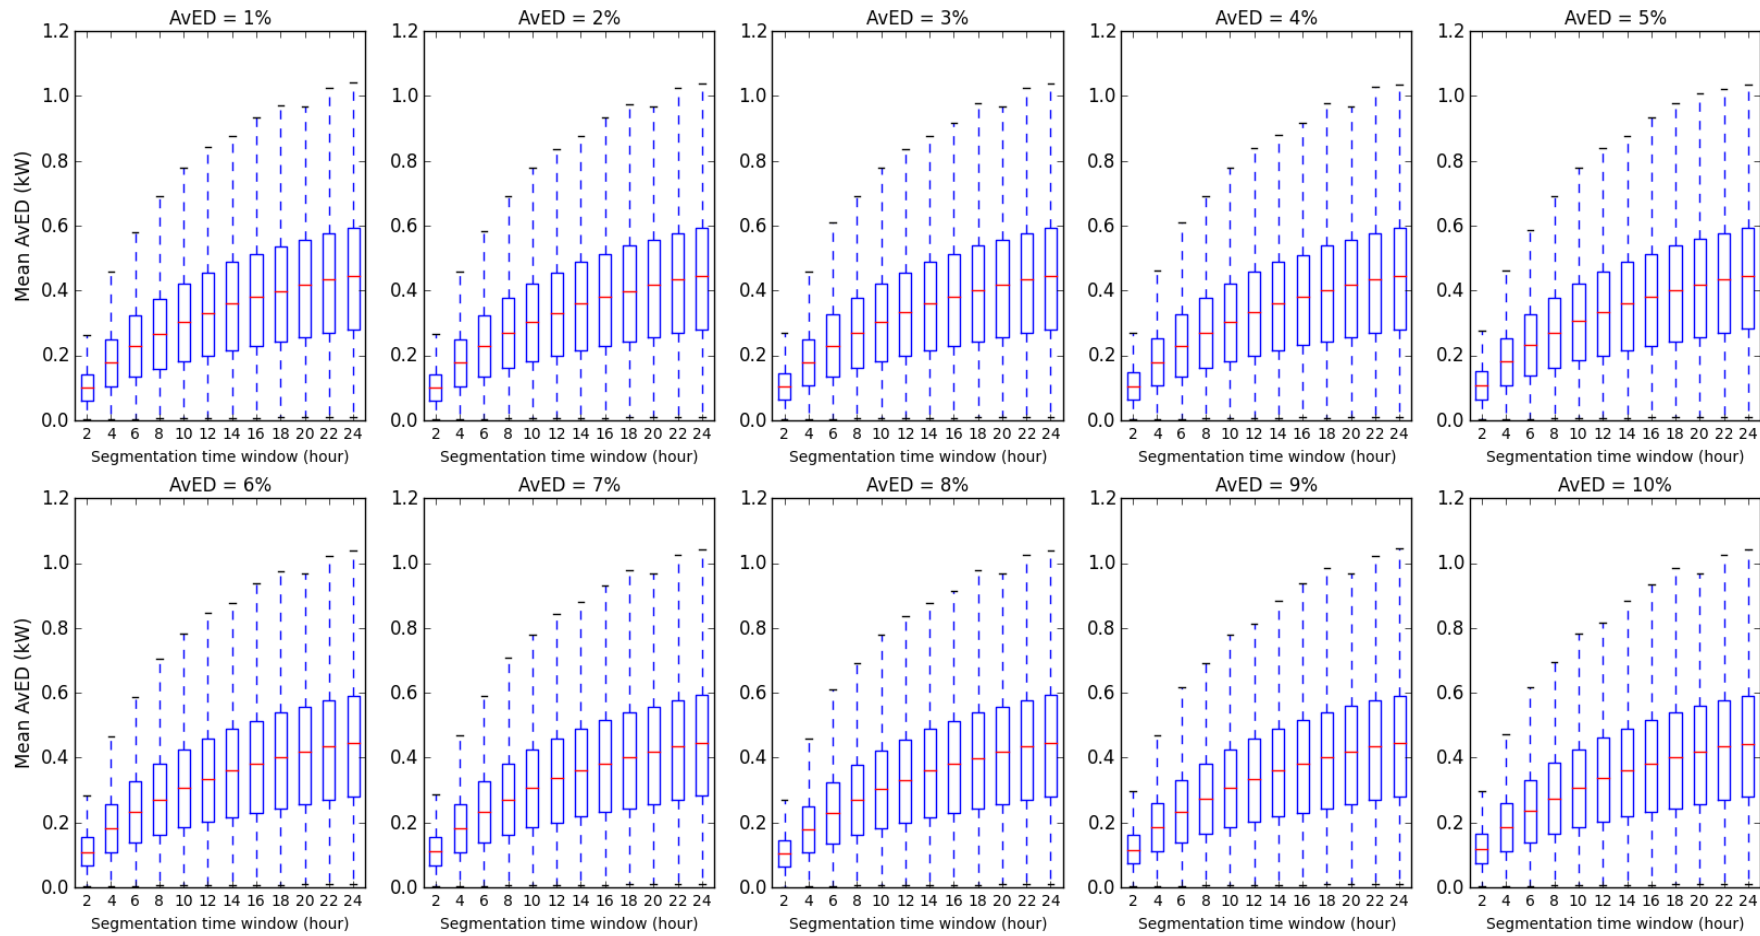 AvED = 1% AvED = 2% AvED = 3% AvED = 4% AvED = 5%
1.2 1.2 1.2 1.2 1.2
1.0 1.0 1.0 1.0 1.0
0.8 0.8 0.8 0.8 0.8
Mean AvED (kW)
0.6 0.6 0.6 0.6 0.6
0.4 0.4 0.4 0.4 0.4
0.2 0.2 0.2 0.2 0.2
0.0 0.0 0.0 0.0 0.0
2 4 6 8 10 12 14 16 18 20 22 24 2 4 6 8 10 12 14 16 18 20 22 24 2 4 6 8 10 12 14 16 18 20 22 24 2 4 6 8 10 12 14 16 18 20 22 24 2 4 6 8 10 12 14 16 18 20 22 24
Segmentation time window (hour) Segmentation time window (hour) Segmentation time window (hour) Segmentation time window (hour) Segmentation time window (hour)
AvED = 6% AvED = 7% AvED = 8% AvED = 9% AvED = 10%
1.2 1.2 1.2 1.2 1.2
1.0 1.0 1.0 1.0 1.0
0.8 0.8 0.8 0.8 0.8
Mean AvED (kW)
0.6 0.6 0.6 0.6 0.6
0.4 0.4 0.4 0.4 0.4
0.2 0.2 0.2 0.2 0.2
0.0 0.0 0.0 0.0 0.0
2 4 6 8 10 12 14 16 18 20 22 24 2 4 6 8 10 12 14 16 18 20 22 24 2 4 6 8 10 12 14 16 18 20 22 24 2 4 6 8 10 12 14 16 18 20 22 24 2 4 6 8 10 12 14 16 18 20 22 24
Segmentation time window (hour) Segmentation time window (hour) Segmentation time window (hour) Segmentation time window (hour) Segmentation time window (hour)